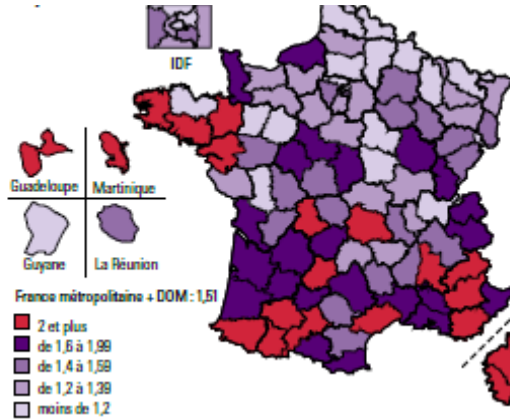 IDF
Guadeloupe
Martinique
Guyane
La Réunion
France métropolitaine + DOM : 1,51
2 et plus
de 1,6 à 1,99
de 1,4 à 1,59
de 1,2 à 1,39
moins de 1,2